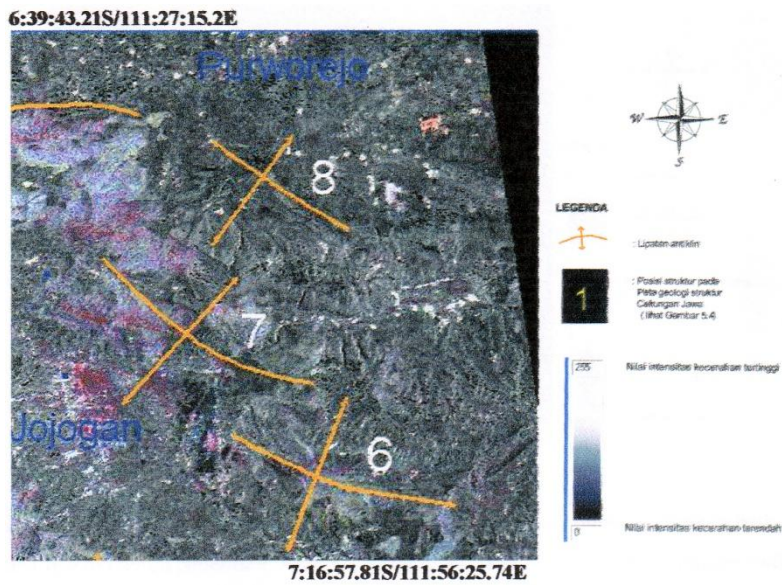 6:39:43.21S/111:27:15.2E
Purworejo
8
7
Jojogan
6
W E
S
LEGENDA
: Lipatan antiklin
1
: Posisi struktur pada
Peta geologi struktur
Cekungan Jawa
( lihat Gambar 5.4)
255
Nilai intensitas kecerahan tertinggi
0
Nilai intensitas kecerahan terendah
7:16:57.81S/111:56:25.74E